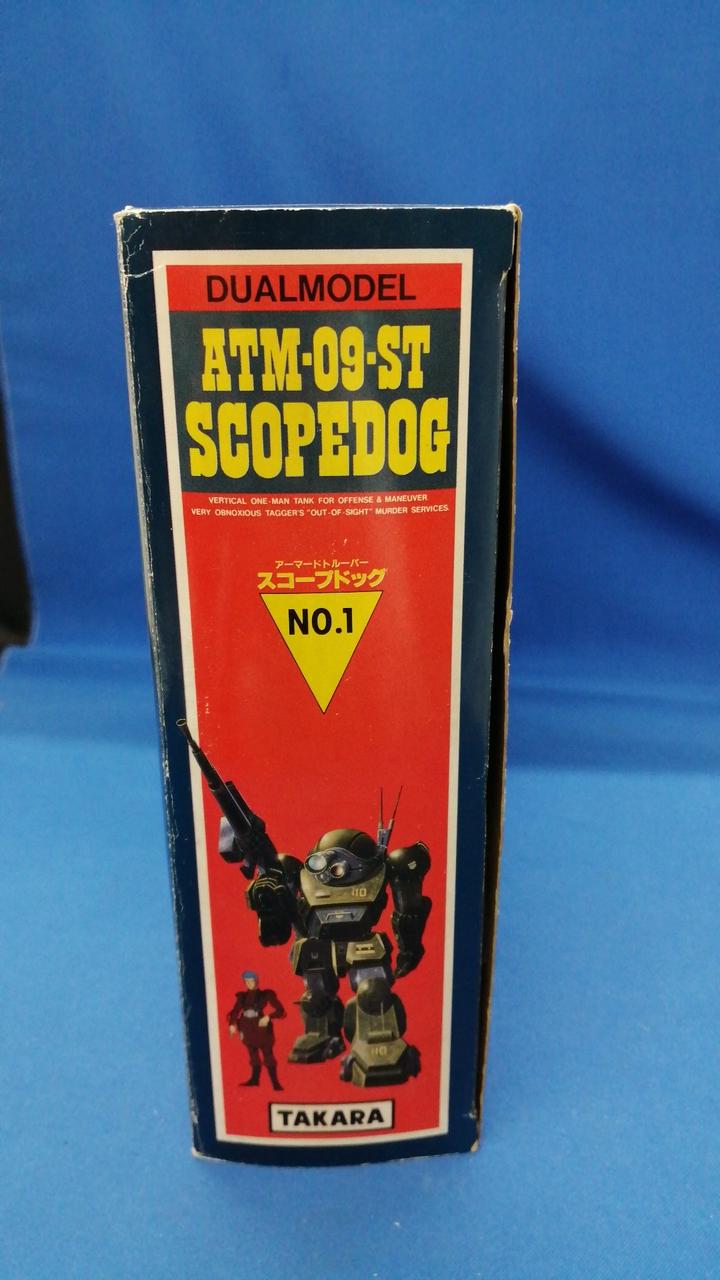 DUALMODEL
ATM-09-ST
SCOPEDOG
VERTICAL ONE-MAN TANK FOR OFFENSE & MANEUVER
VERY OBNOXIOUS TAGGER'S "OUT-OF-SIGHT" MURDER SERVICES.
アーマードトルーパー
スコープドッグ
NO.1
110
110
TAKARA